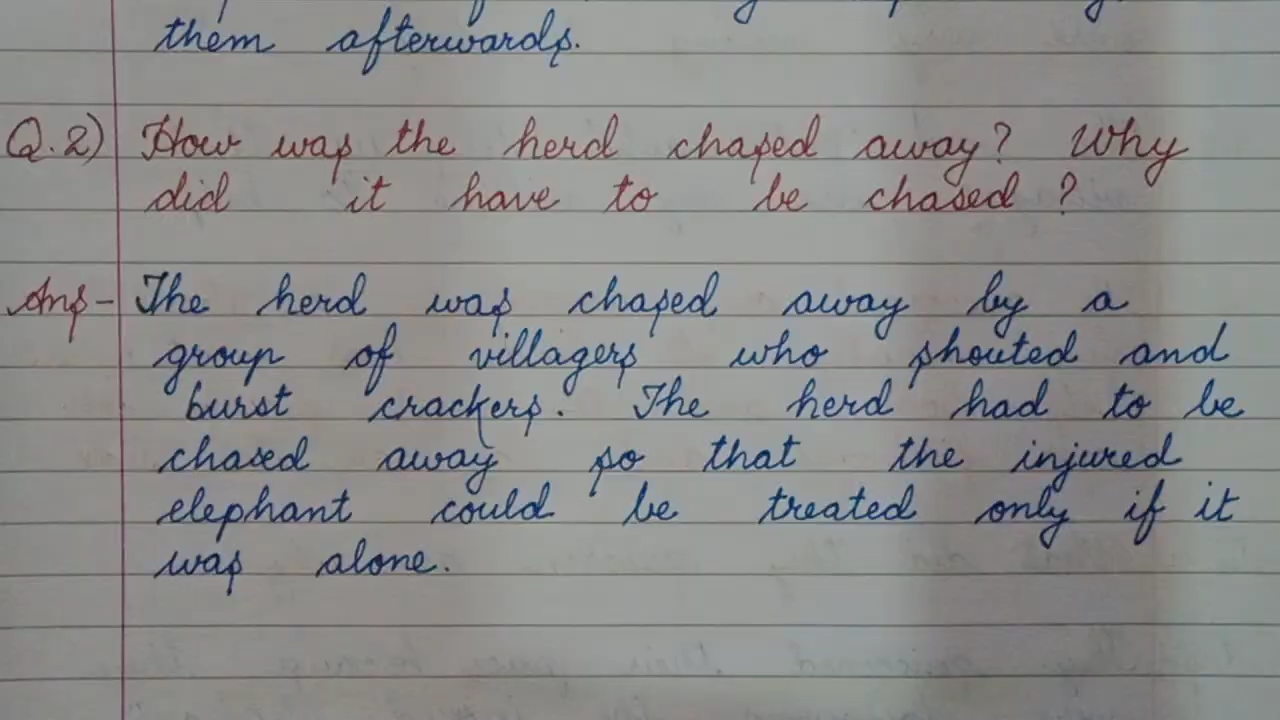 them afterwards.
Q.2) How was the herd chased away? Why
did it have to be chased ?
Ans- The herd was chased away by a
group of villagers who shouted and
burst crackers. The herd had to be
chased away so that the injured
elephant could be treated only if it
was alone.